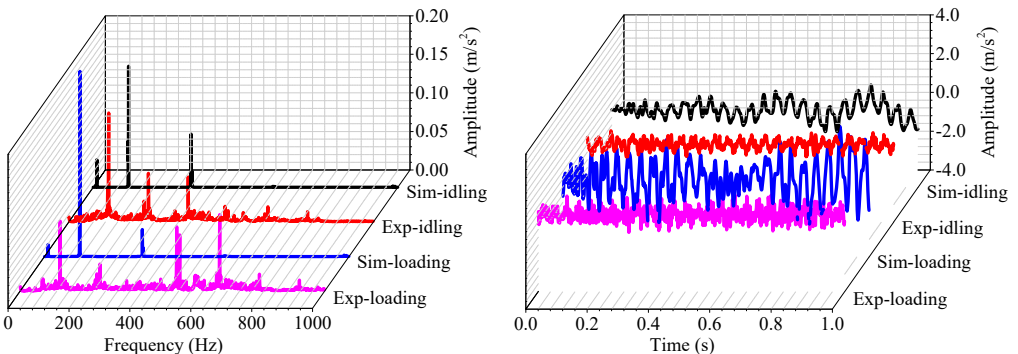 0.20
0.15
0.10
0.05
0.00
Amplitude (m/s²)
Sim-idling
Exp-idling
Sim-loading
Exp-loading
0 200 400 600 800 1000
Frequency (Hz)
4.0
-2.0
0.0
-2.0
-4.0
Amplitude (m/s²)
Sim-idling
Exp-idling
Sim-loading
Exp-loading
0.0 0.2 0.4 0.6 0.8 1.0
Time (s)